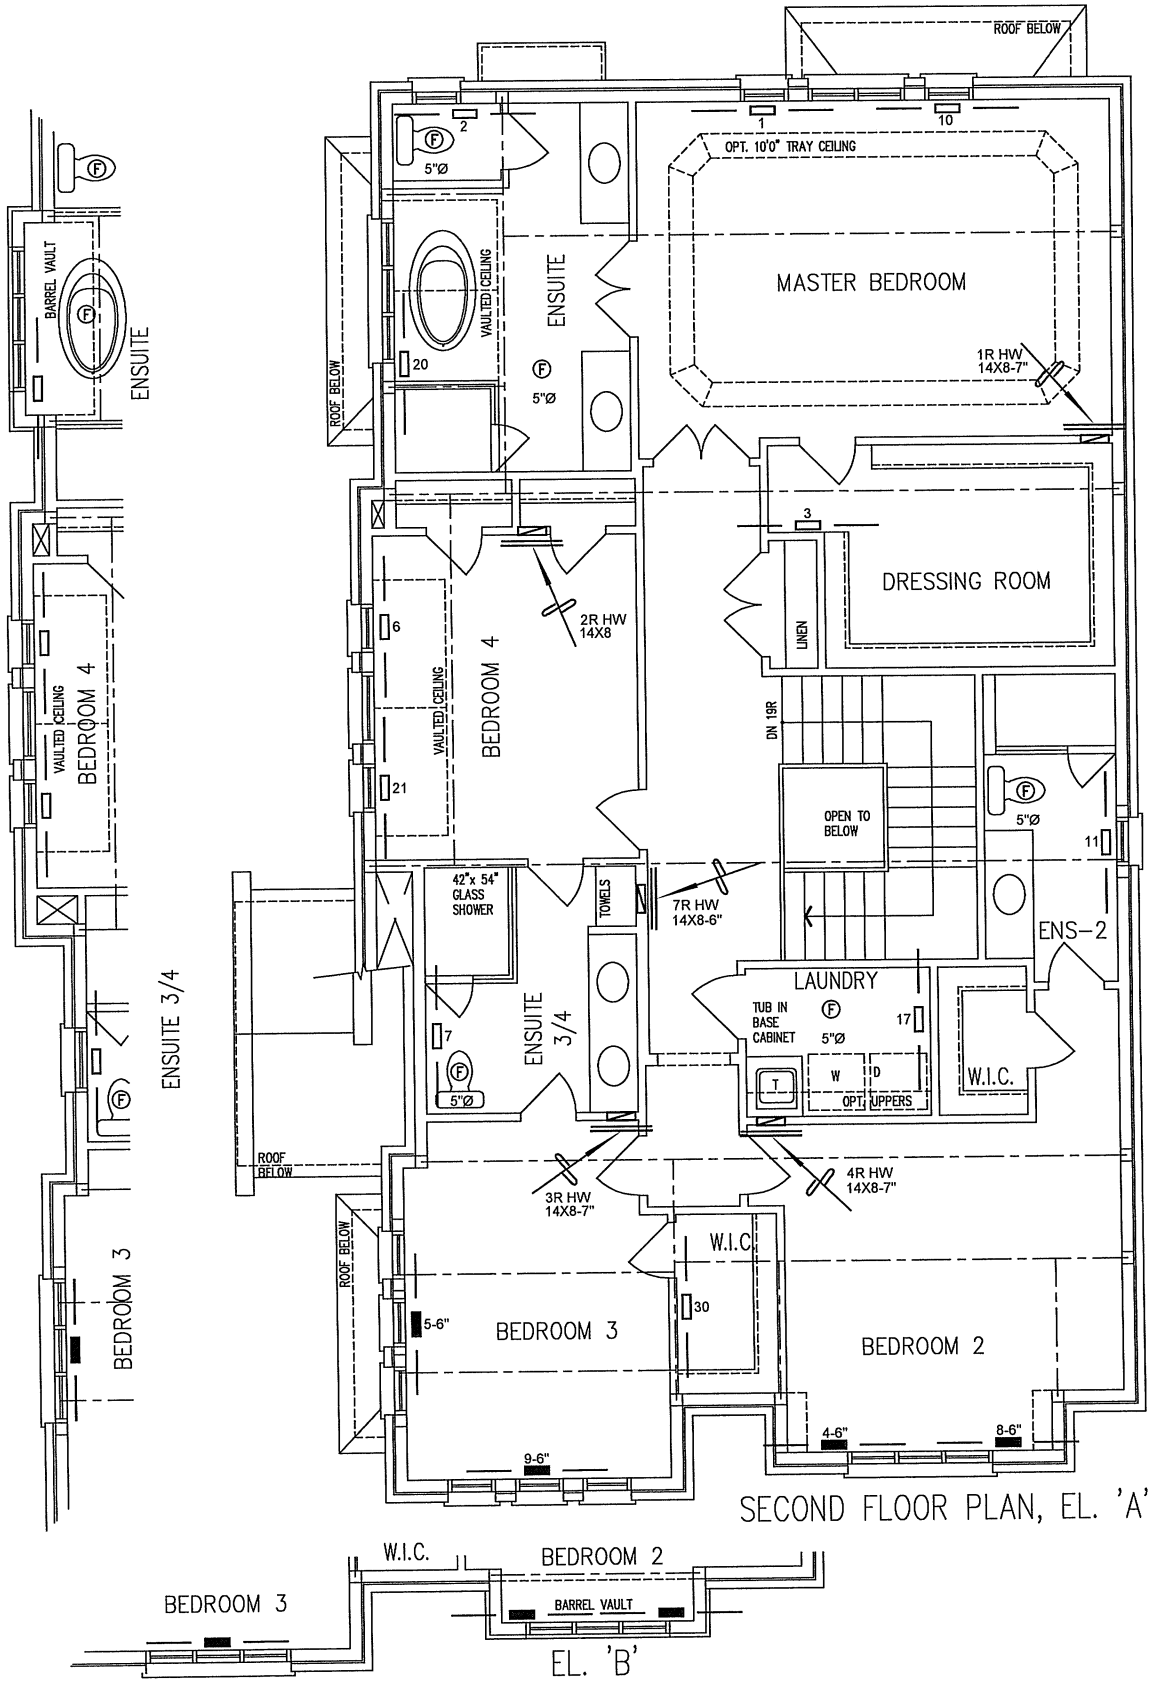 ROOF BELOW
2
1
10
F
5"Ø
OPT. 10'0" TRAY CEILING
F
BARREL VAULT
F
ENSUITE
VAULTED CEILING
ENSUITE
MASTER BEDROOM
20
F
5"Ø
ROOF BELOW
1R HW
14X8-7"
3
DRESSING ROOM
LINEN
6
2R HW
14X8
BEDROOM 4
VAULTED CEILING
VAULTED CEILING
BEDROOM 4
21
DN 19R
OPEN TO
BELOW
F
5"Ø
11
42"x 54"
GLASS
SHOWER
TOWELS
7R HW
14X8-6"
ENS-2
LAUNDRY
TUB IN
BASE
CABINET
F
5"Ø
17
7
F
5"Ø
ENSUITE
3/4
ENSUITE 3/4
F
T
W
D
OPT. UPPERS
W.I.C.
ROOF
BELOW
3R HW
14X8-7"
4R HW
14X8-7"
ROOF BELOW
W.I.C.
BEDROOM 3
5-6"
30
BEDROOM 3
BEDROOM 2
4-6"
8-6"
9-6"
SECOND FLOOR PLAN, EL. 'A'
W.I.C.
BEDROOM 2
BEDROOM 3
BARREL VAULT
EL. 'B'